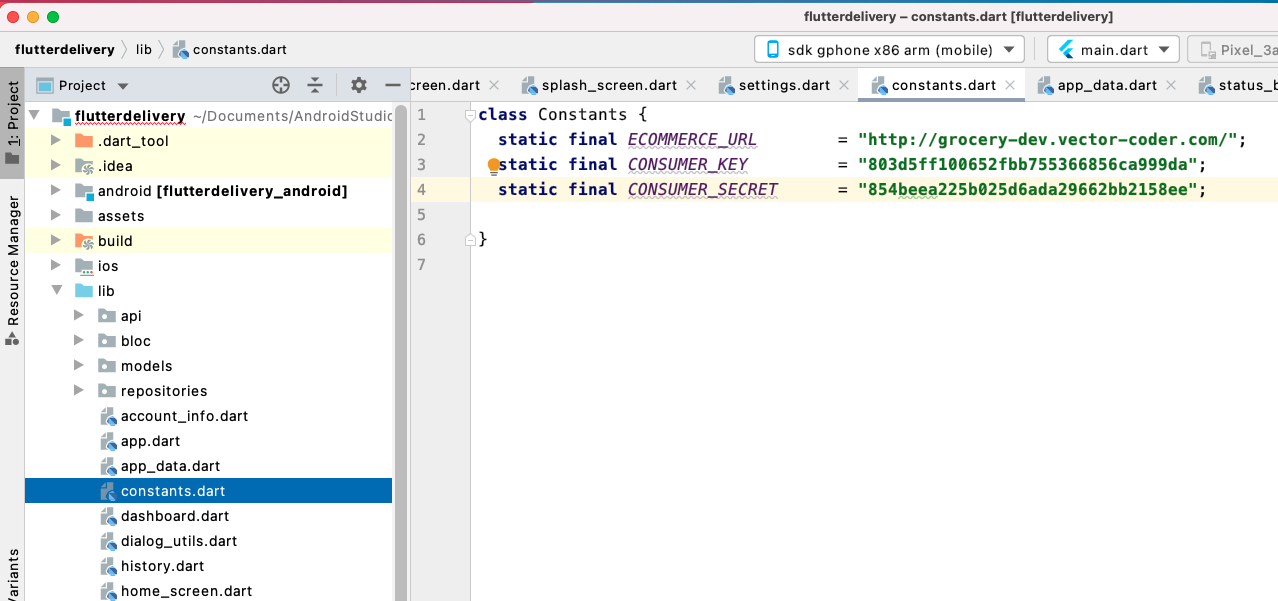 flutterdelivery – constants.dart [flutterdelivery]
flutterdelivery lib constants.dart sdk gphone x86 arm (mobile) main.dart Pixel_3a
Project creen.dart splash_screen.dart settings.dart constants.dart app_data.dart status_b
1: Project
Resource Manager
Variants
flutterdelivery ~/Documents/AndroidStudio
.dart_tool
.idea
android [flutterdelivery_android]
assets
build
ios
lib
api
bloc
models
repositories
account_info.dart
app.dart
app_data.dart
constants.dart
dashboard.dart
dialog_utils.dart
history.dart
home_screen.dart
1 class Constants {
2 static final ECOMMERCE_URL = "http://grocery-dev.vector-coder.com/";
3 static final CONSUMER_KEY = "803d5ff100652fbb755366856ca999da";
4 static final CONSUMER_SECRET = "854beea225b025d6ada29662bb2158ee";
5
6 }
7